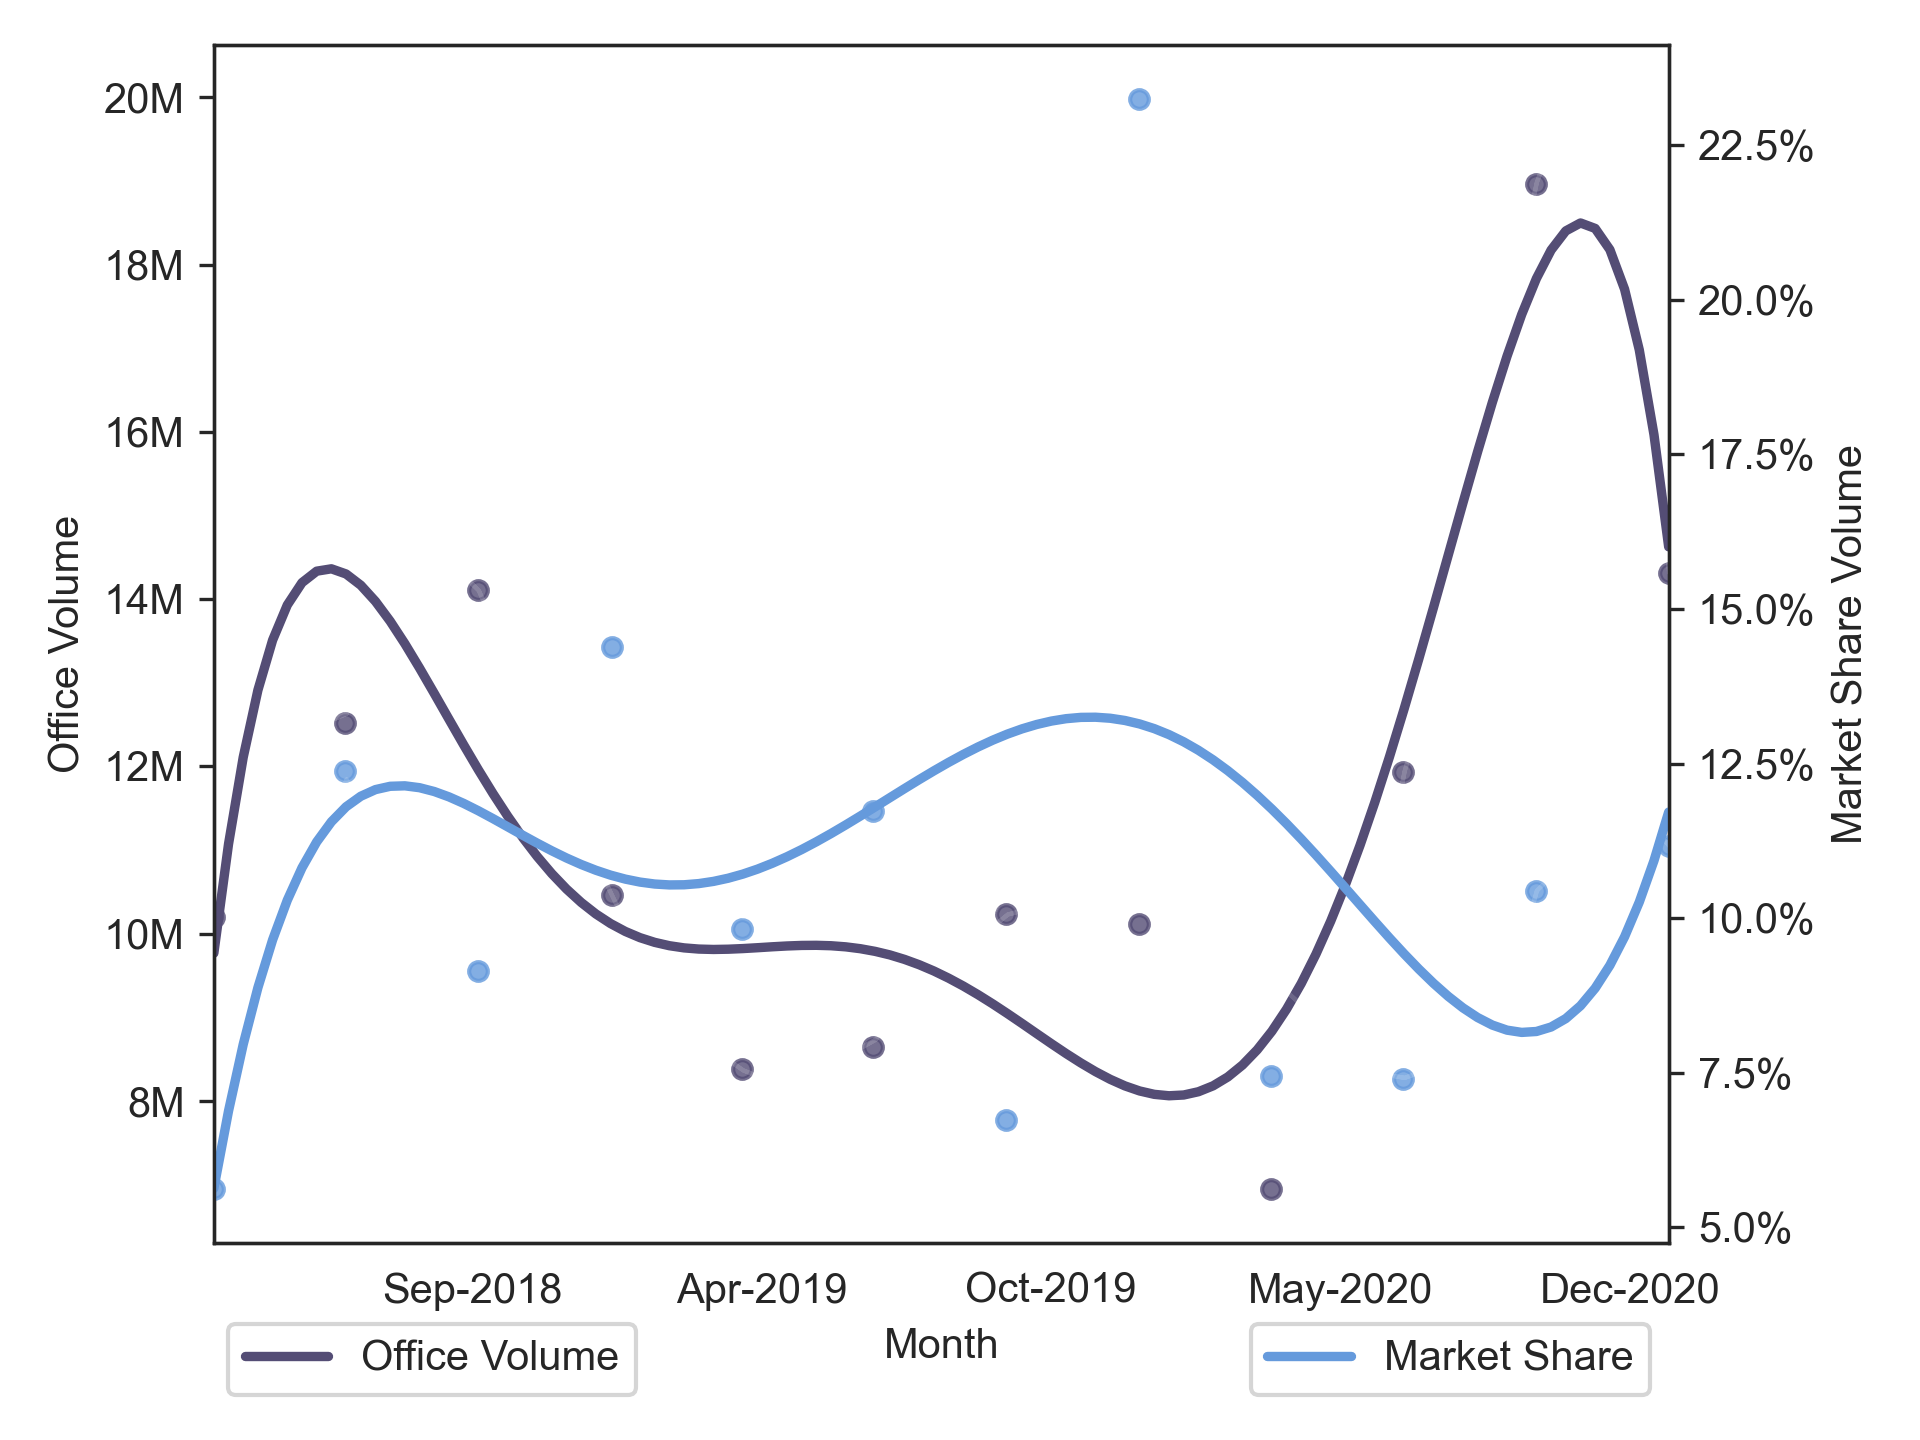 20M
18M
16M
14M
12M
10M
8M
Office Volume
22.5%
20.0%
17.5%
15.0%
12.5%
10.0%
7.5%
5.0%
Market Share Volume
Sep-2018
Apr-2019
Oct-2019
May-2020
Dec-2020
Month
Office Volume
Market Share